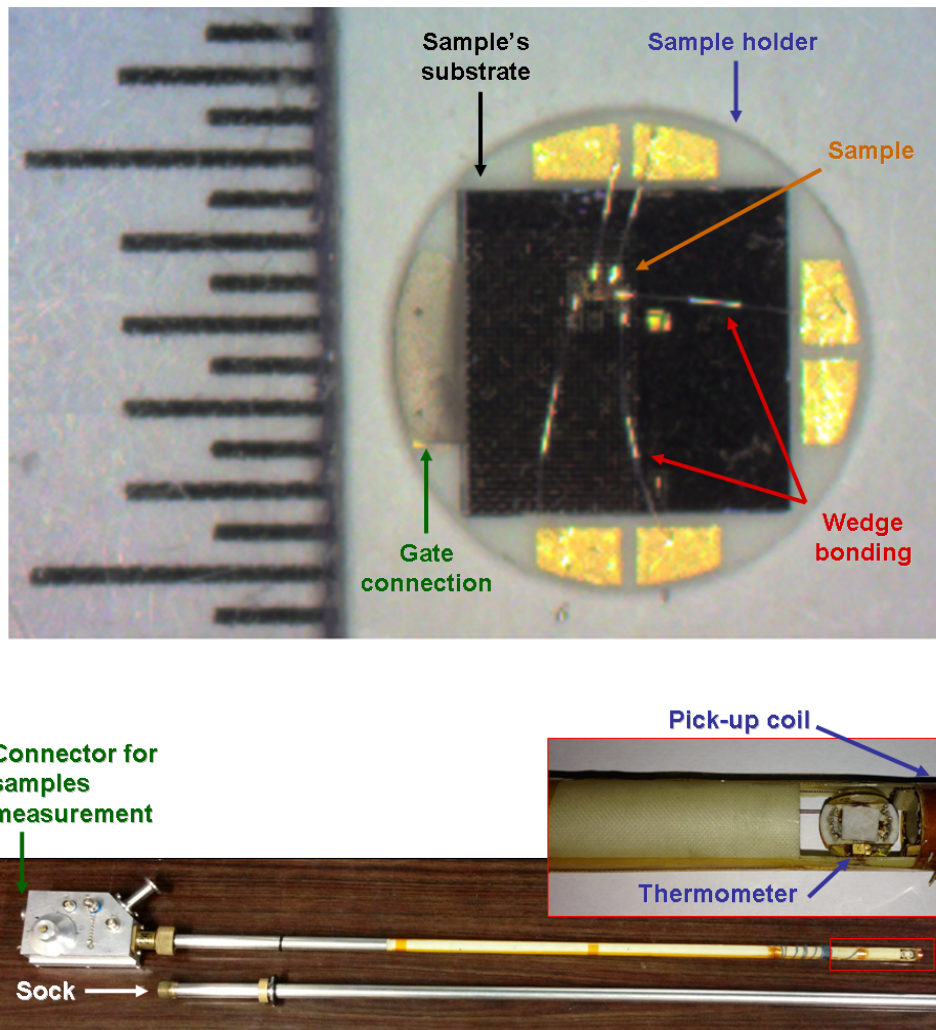 Sample's
substrate
Sample holder
Sample
Gate
connection
Wedge
bonding
Pick-up coil
Connector for
samples
measurement
Thermometer
Sock